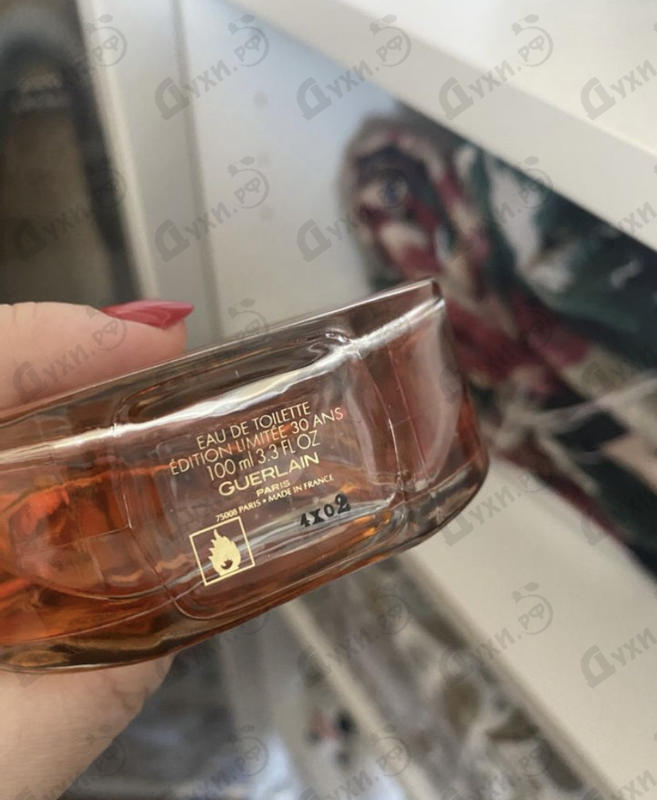 EAU DE TOILETTE
ÉDITION LIMITÉE 30 ANS
100 ml 3.3 FL OZ
GUERLAIN
PARIS
75008 PARIS • MADE IN FRANCE
4X02
Духи.РФ